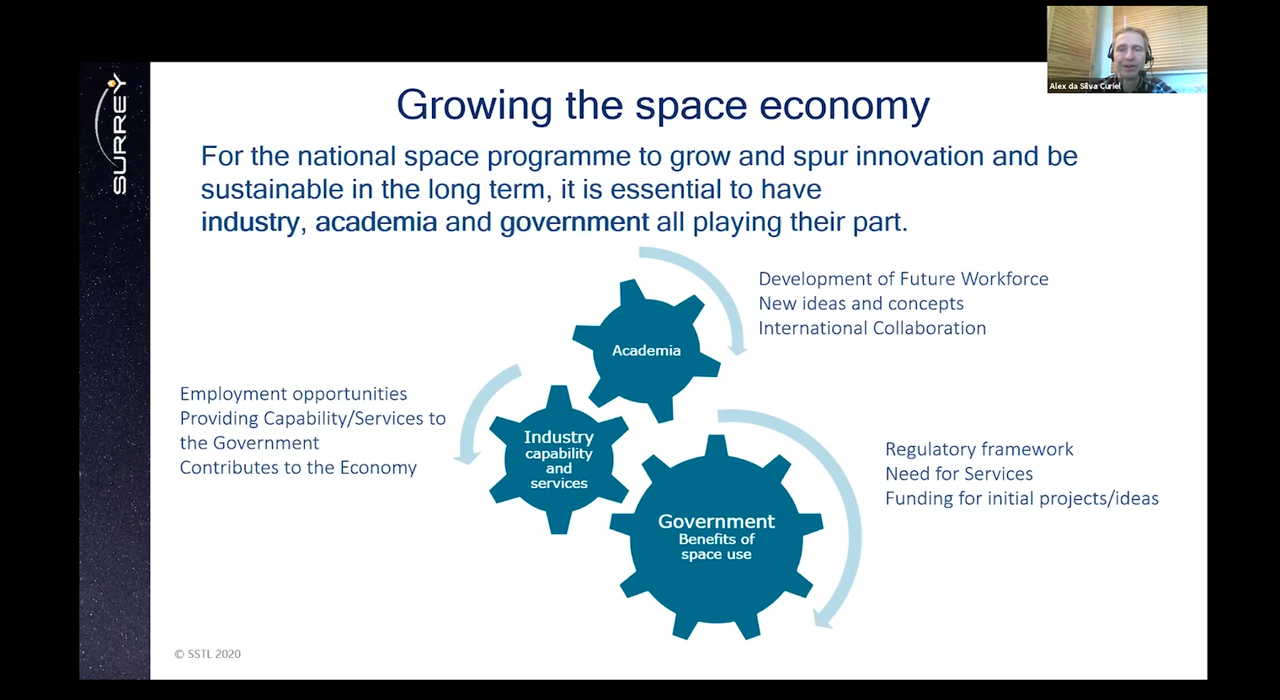 Alex da Silva Curiel
SURREY
Growing the space economy
For the national space programme to grow and spur innovation and be
sustainable in the long term, it is essential to have
industry, academia and government all playing their part.
Development of Future Workforce
New ideas and concepts
International Collaboration
Academia
Employment opportunities
Providing Capability/Services to
the Government
Contributes to the Economy
Industry
capability
and
services
Regulatory framework
Need for Services
Funding for initial projects/ideas
Government
Benefits of
space use
© SSTL 2020